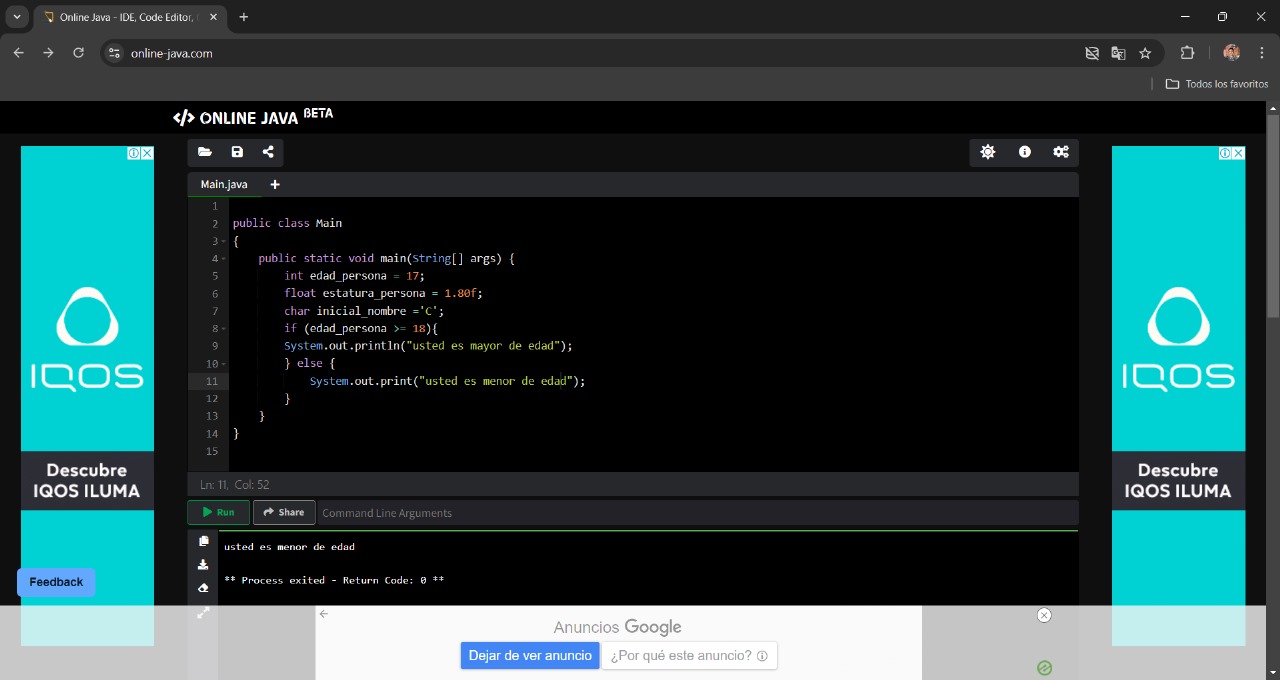 Online Java - IDE, Code Editor,
online-java.com
Todos los favoritos
</> ONLINE JAVA BETA
Main.java
1
2 public class Main
3 {
4 public static void main(String[] args) {
5 int edad_persona = 17;
6 float estatura_persona = 1.80f;
7 char inicial_nombre ='C';
8 if (edad_persona >= 18){
9 System.out.println("usted es mayor de edad");
10 } else {
11 System.out.print("usted es menor de edad");
12 }
13 }
14 }
15
Ln: 11, Col: 52
Run Share Command Line Arguments
usted es menor de edad
** Process exited - Return Code: 0 **
IQOS
Descubre
IQOS ILUMA
IQOS
Descubre
IQOS ILUMA
Feedback
Anuncios Google
Dejar de ver anuncio ¿Por qué este anuncio?